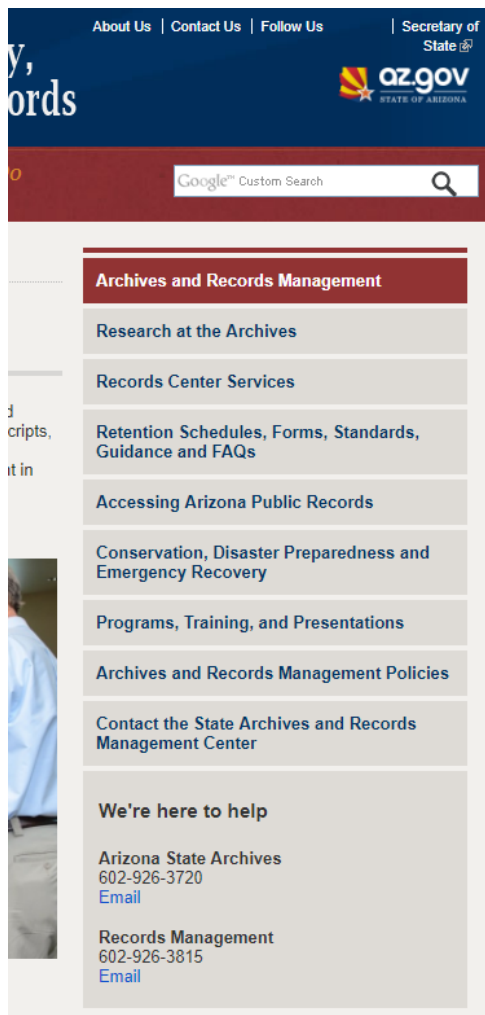 About Us | Contact Us | Follow Us | Secretary of
State
y,
ords
az.gov
STATE OF ARIZONA
Google™ Custom Search
Archives and Records Management
Research at the Archives
Records Center Services
d
cripts,
Retention Schedules, Forms, Standards,
Guidance and FAQs
nt in
Accessing Arizona Public Records
Conservation, Disaster Preparedness and
Emergency Recovery
Programs, Training, and Presentations
Archives and Records Management Policies
Contact the State Archives and Records
Management Center
We're here to help
Arizona State Archives
602-926-3720
Email
Records Management
602-926-3815
Email